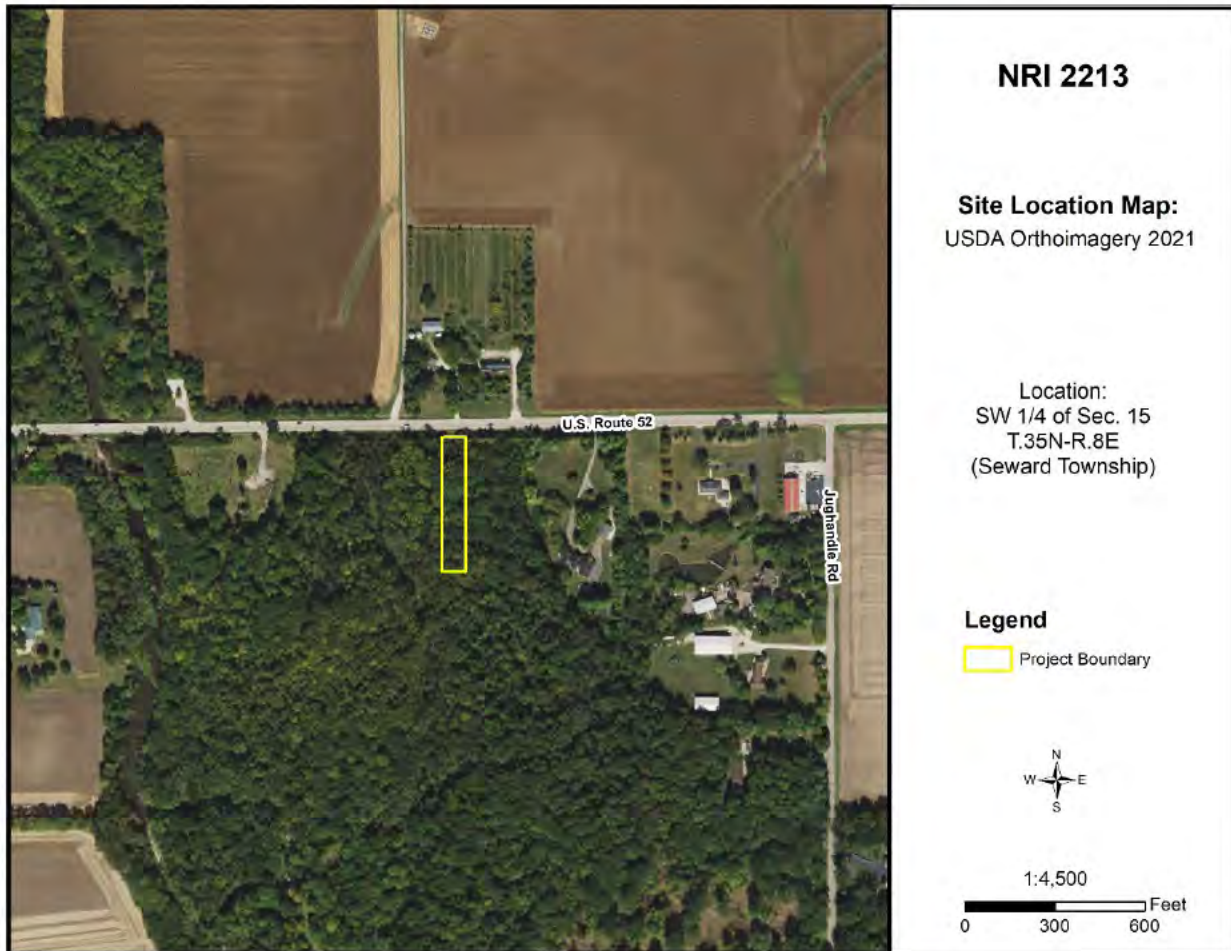 NRI 2213
Site Location Map:
USDA Orthoimagery 2021
Location:
SW 1/4 of Sec. 15
T.35N-R.8E
(Seward Township)
U.S. Route 52
Jughandle Rd
Legend
Project Boundary
N
W E
S
1:4,500
Feet
0 300 600